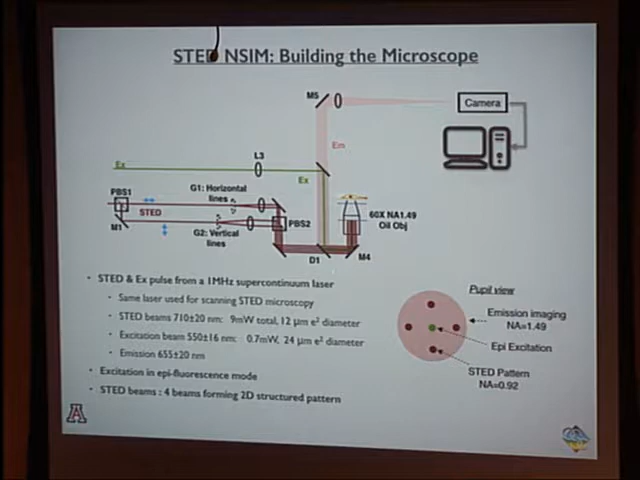 STED NSIM: Building the Microscope
M5
Camera
Em
Ex
L3
Ex
PBS1
G1: Horizontal
lines
STED
M1
G2: Vertical
lines
PBS2
60X NA1.49
Oil Obj
D1
M4
• STED & Ex pulse from a 1MHz supercontinuum laser
• Same laser used for scanning STED microscopy
• STED beams 710±20 nm: 9mW total, 12 μm e² diameter
• Excitation beam 550±16 nm: 0.7mW, 24 μm e² diameter
• Emission 655±20 nm
• Excitation in epi-fluorescence mode
• STED beams : 4 beams forming 2D structured pattern
Pupil view
Emission imaging
NA=1.49
Epi Excitation
STED Pattern
NA=0.92
A